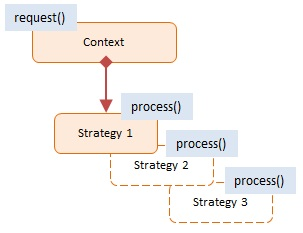 request()
Context
process()
Strategy 1
process()
Strategy 2
process()
Strategy 3